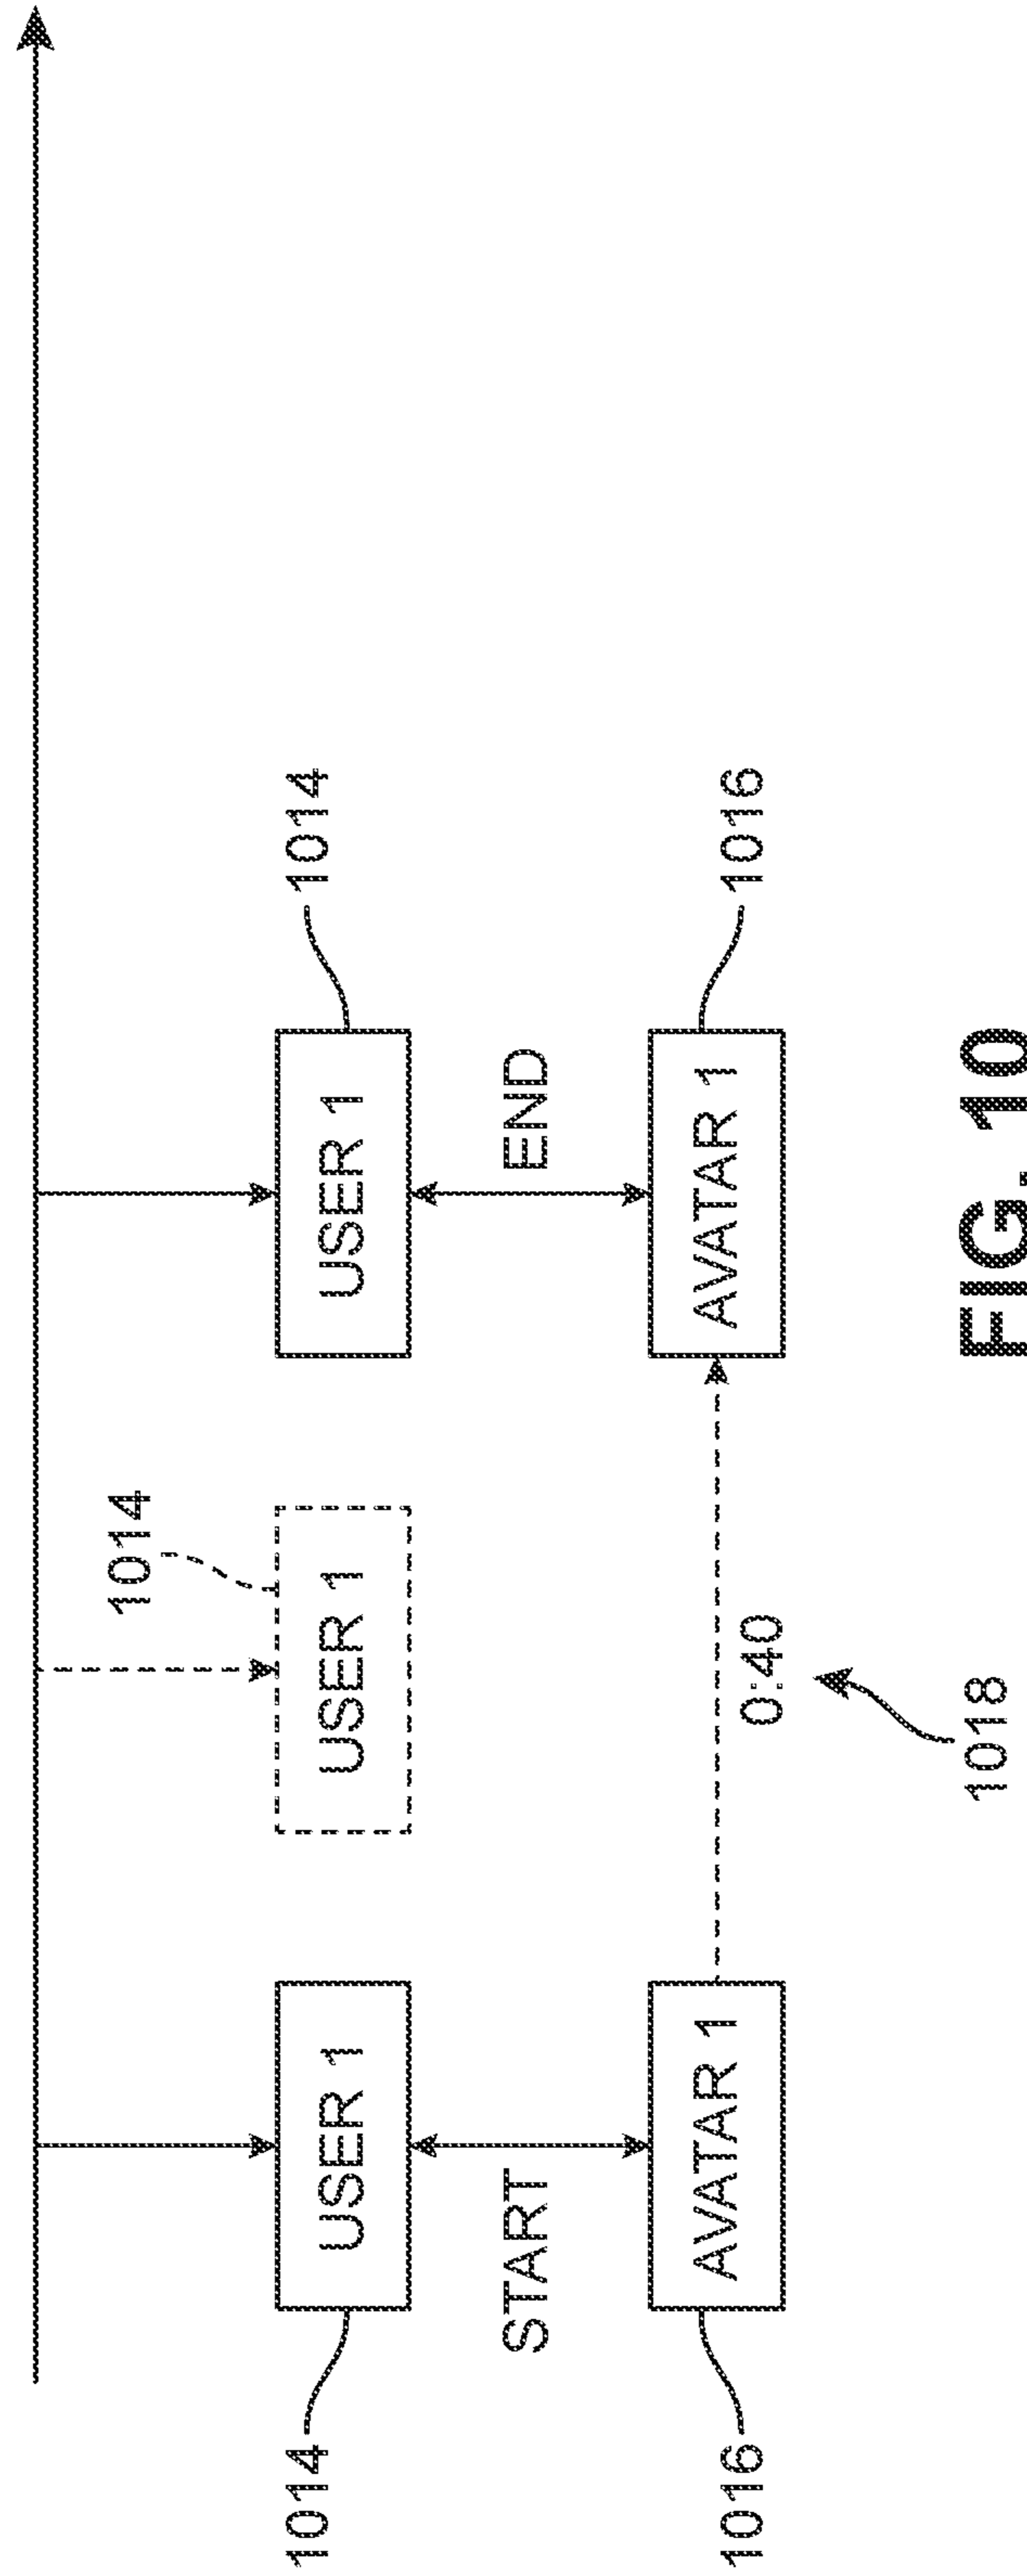 1014
USER 1
1014
USER 1
USER 1
1014
START
END
1016
AVATAR 1
0:40
AVATAR 1
1016
1018
FIG. 10